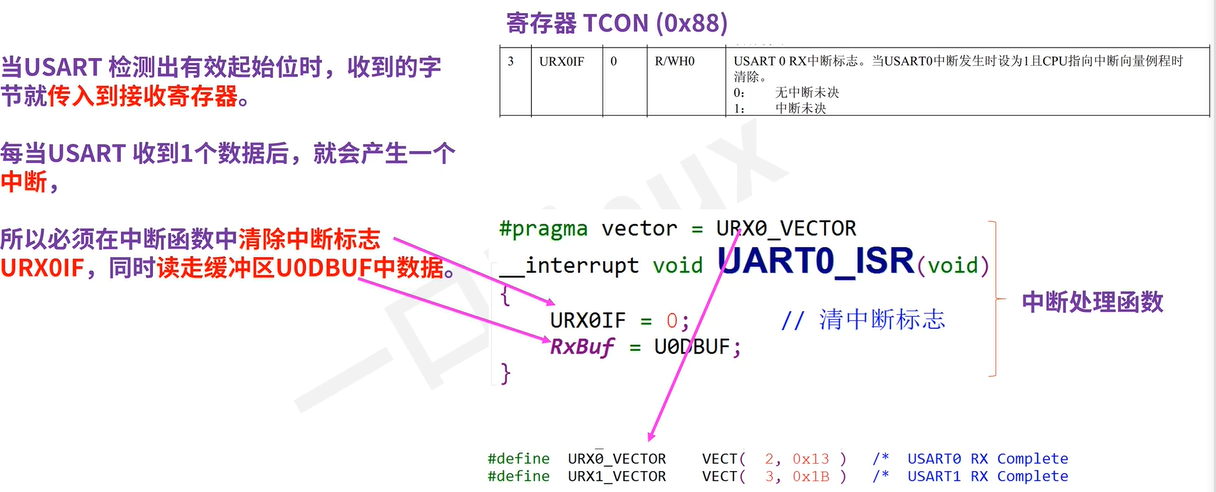 寄存器 TCON (0x88)
3 URX0IF 0 R/WH0 USART 0 RX中断标志。当USART0中断发生时设为1且CPU指向中断向量例程时
清除。
0: 无中断未决
1: 中断未决
当USART 检测出有效起始位时，收到的字
节就传入到接收寄存器。
每当USART 收到1个数据后，就会产生一个
中断，
所以必须在中断函数中清除中断标志
URX0IF，同时读走缓冲区U0DBUF中数据。
#pragma vector = URX0_VECTOR
__interrupt void UART0_ISR(void)
{
URX0IF = 0; // 清中断标志
RxBuf = U0DBUF;
}
中断处理函数
#define URX0_VECTOR VECT( 2, 0x13 ) /* USART0 RX Complete
#define URX1_VECTOR VECT( 3, 0x1B ) /* USART1 RX Complete